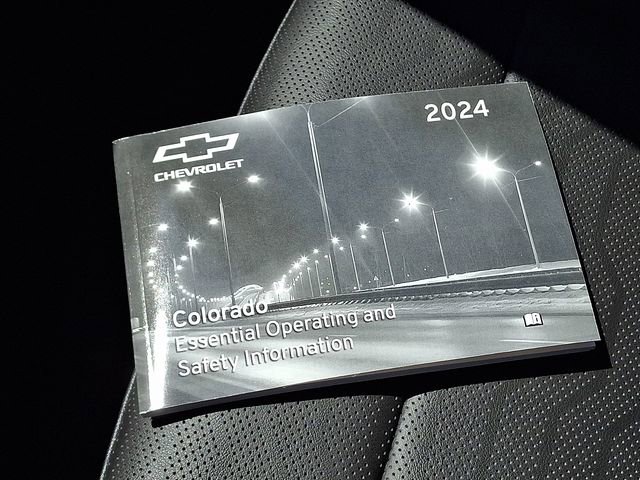 2024
CHEVROLET
Colorado
Essential Operating and
Safety Information